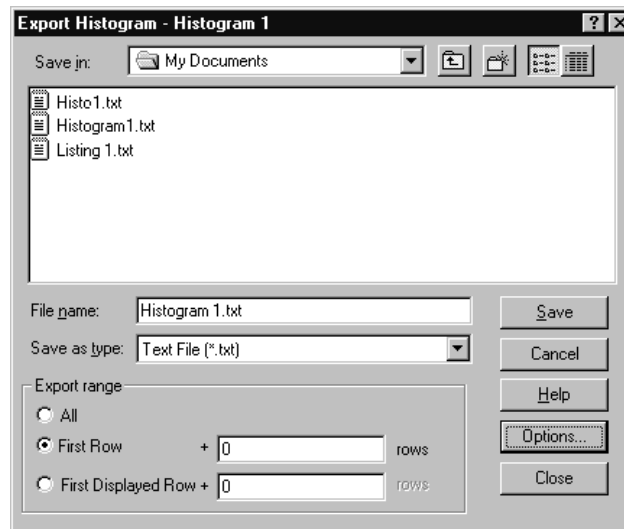 Export Histogram - Histogram 1
Save in: My Documents
Histo1.txt
Histogram1.txt
Listing 1.txt
File name: Histogram 1.txt
Save
Save as type: Text File (*.txt)
Cancel
Export range
Help
All
First Row + 0 rows
Options...
First Displayed Row + 0 rows
Close